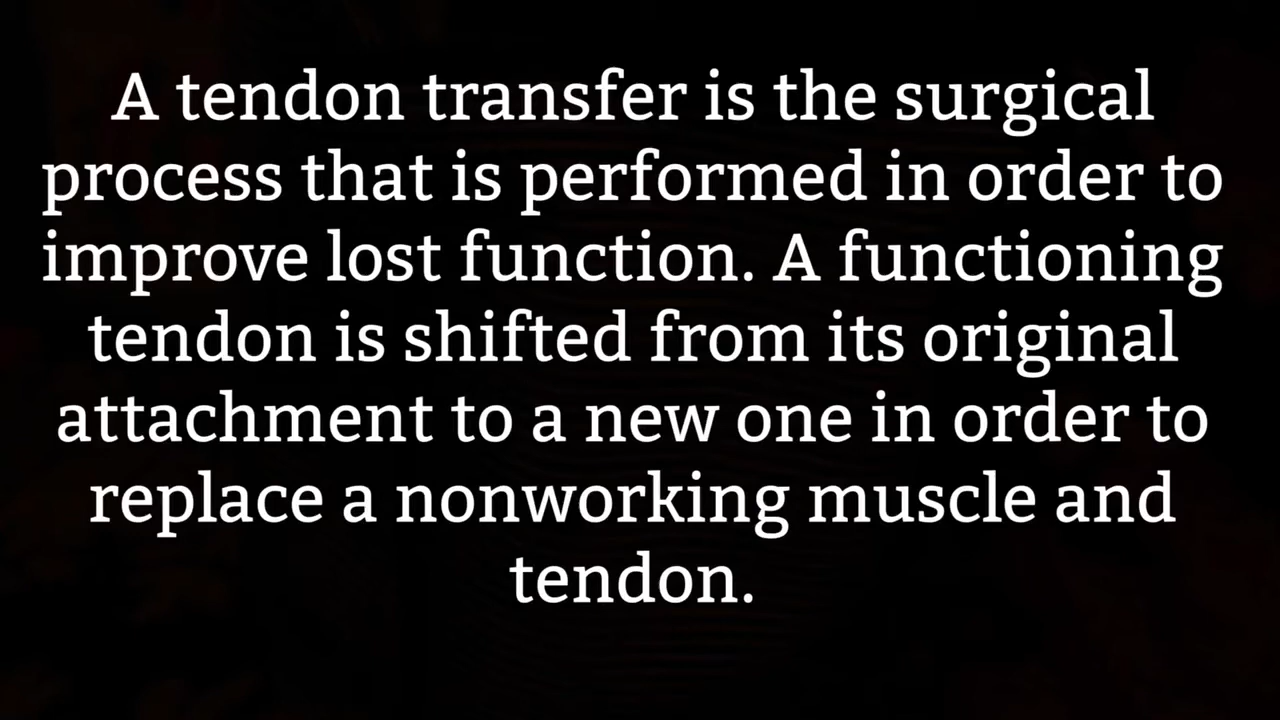 A tendon transfer is the surgical
process that is performed in order to
improve lost function. A functioning
tendon is shifted from its original
attachment to a new one in order to
replace a nonworking muscle and
tendon.